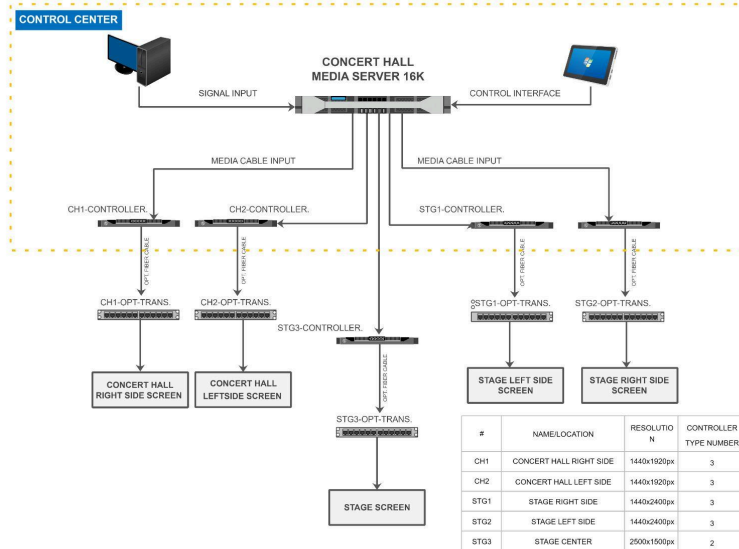 CONTROL CENTER
CONCERT HALL
MEDIA SERVER 16K
SIGNAL INPUT
CONTROL INTERFACE
MEDIA CABLE INPUT
MEDIA CABLE INPUT
CH1-CONTROLLER.
CH2-CONTROLLER.
STG1-CONTROLLER.
OPT. FIBER CABLE
OPT. FIBER CABLE
OPT. FIBER CABLE
OPT. FIBER CABLE
CH1-OPT-TRANS.
CH2-OPT-TRANS.
STG1-OPT-TRANS.
STG2-OPT-TRANS.
STG3-CONTROLLER.
OPT. FIBER CABLE
CONCERT HALL
RIGHT SIDE SCREEN
CONCERT HALL
LEFTSIDE SCREEN
STAGE LEFT SIDE
SCREEN
STAGE RIGHT SIDE
SCREEN
STG3-OPT-TRANS.
STAGE SCREEN
# NAME/LOCATION RESOLUTIO
N CONTROLLER
TYPE NUMBER
CH1 CONCERT HALL RIGHT SIDE 1440x1920px 3
CH2 CONCERT HALL LEFT SIDE 1440x1920px 3
STG1 STAGE RIGHT SIDE 1440x2400px 3
STG2 STAGE LEFT SIDE 1440x2400px 3
STG3 STAGE CENTER 2500x1500px 2